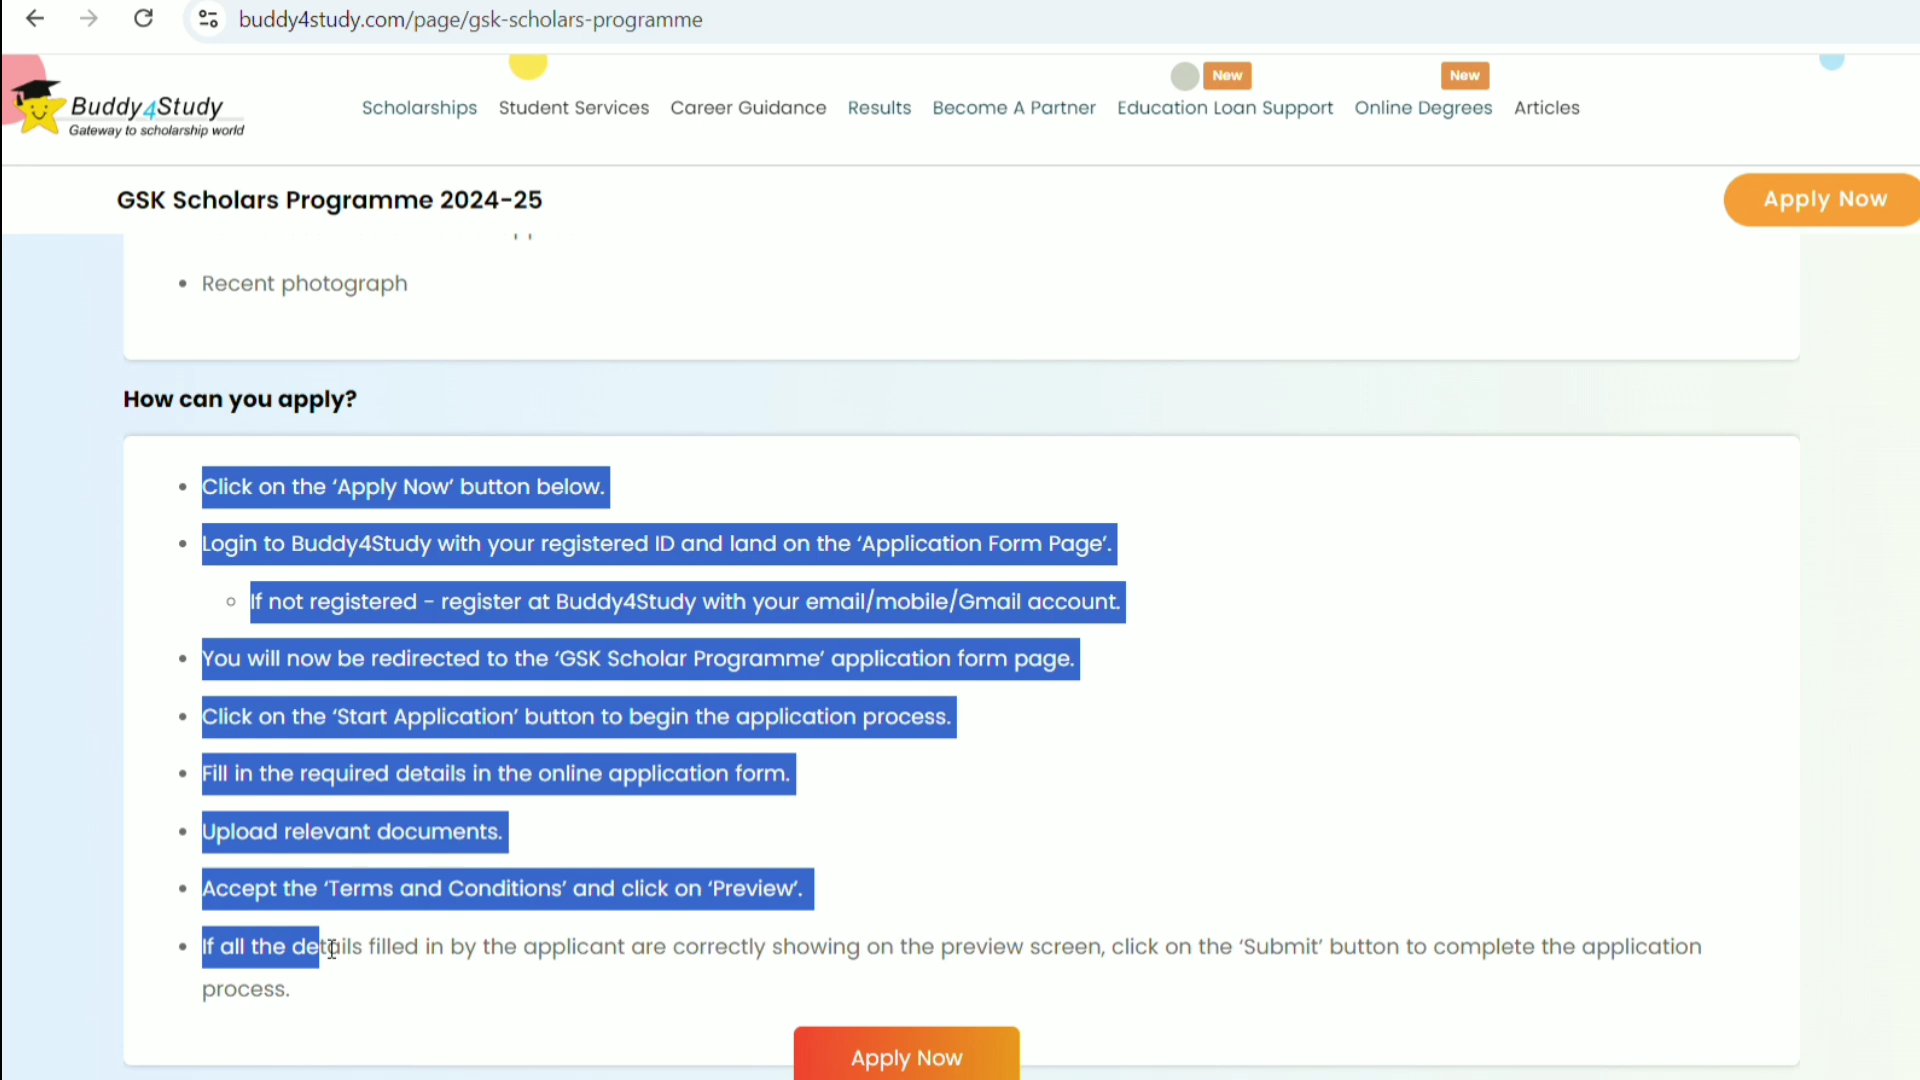 buddy4study.com/page/gsk-scholars-programme
New
New
Buddy4Study
Gateway to scholarship world
Scholarships Student Services Career Guidance Results Become A Partner Education Loan Support Online Degrees Articles
GSK Scholars Programme 2024-25
Apply Now
• Recent photograph
How can you apply?
• Click on the ‘Apply Now’ button below.
• Login to Buddy4Study with your registered ID and land on the ‘Application Form Page’.
○ If not registered – register at Buddy4Study with your email/mobile/Gmail account.
• You will now be redirected to the ‘GSK Scholar Programme’ application form page.
• Click on the ‘Start Application’ button to begin the application process.
• Fill in the required details in the online application form.
• Upload relevant documents.
• Accept the ‘Terms and Conditions’ and click on ‘Preview’.
• If all the details filled in by the applicant are correctly showing on the preview screen, click on the ‘Submit’ button to complete the application
process.
Apply Now